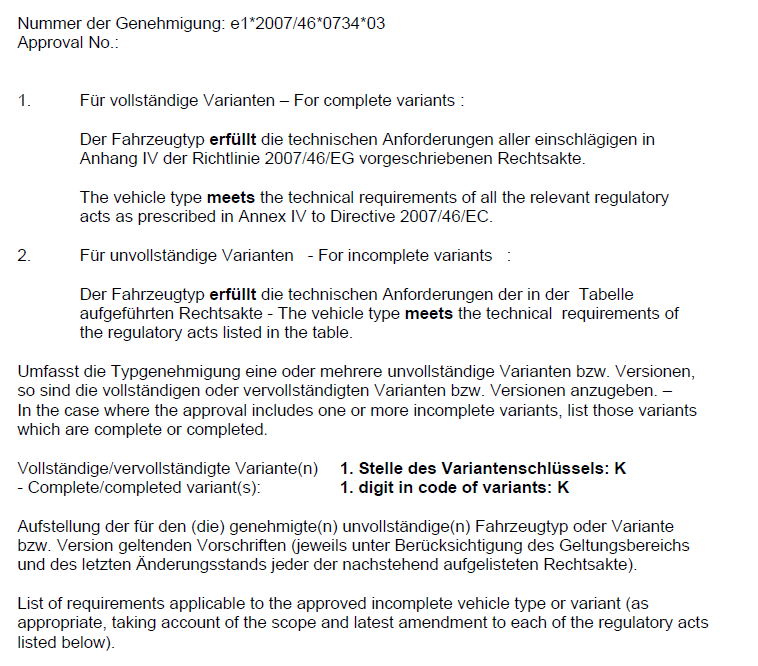 Nummer der Genehmigung: e1*2007/46*0734*03
Approval No.:
1. Für vollständige Varianten – For complete variants :
Der Fahrzeugtyp erfüllt die technischen Anforderungen aller einschlägigen in
Anhang IV der Richtlinie 2007/46/EG vorgeschriebenen Rechtsakte.
The vehicle type meets the technical requirements of all the relevant regulatory
acts as prescribed in Annex IV to Directive 2007/46/EC.
2. Für unvollständige Varianten - For incomplete variants :
Der Fahrzeugtyp erfüllt die technischen Anforderungen der in der Tabelle
aufgeführten Rechtsakte - The vehicle type meets the technical requirements of
the regulatory acts listed in the table.
Umfasst die Typgenehmigung eine oder mehrere unvollständige Varianten bzw. Versionen,
so sind die vollständigen oder vervollständigten Varianten bzw. Versionen anzugeben. –
In the case where the approval includes one or more incomplete variants, list those variants
which are complete or completed.
Vollständige/vervollständigte Variante(n) 1. Stelle des Variantenschlüssels: K
- Complete/completed variant(s): 1. digit in code of variants: K
Aufstellung der für den (die) genehmigte(n) unvollständige(n) Fahrzeugtyp oder Variante
bzw. Version geltenden Vorschriften (jeweils unter Berücksichtigung des Geltungsbereichs
und des letzten Änderungsstands jeder der nachstehend aufgelisteten Rechtsakte).
List of requirements applicable to the approved incomplete vehicle type or variant (as
appropriate, taking account of the scope and latest amendment to each of the regulatory acts
listed below).